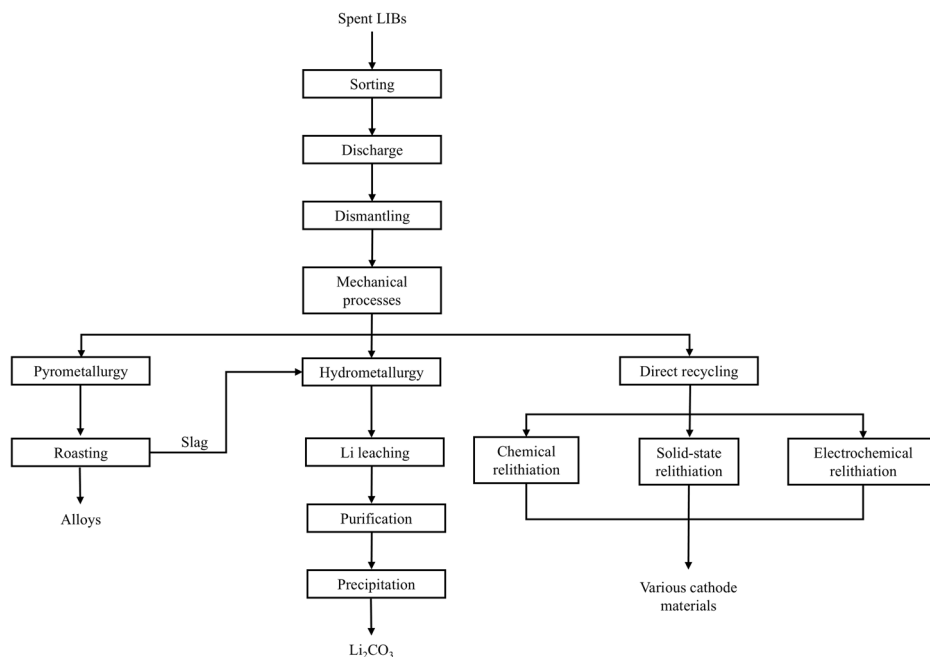 Spent LIBs
Sorting
Discharge
Dismantling
Mechanical
processes
Pyrometallurgy
Hydrometallurgy
Direct recycling
Roasting
Slag
Li leaching
Chemical
relithiation
Solid-state
relithiation
Electrochemical
relithiation
Alloys
Purification
Precipitation
Various cathode
materials
Li₂CO₃